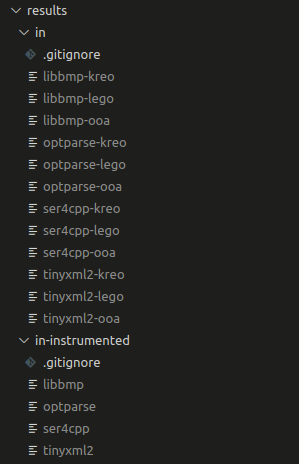 results
in
.gitignore
libbmp-kreo
libbmp-lego
libbmp-ooa
optparse-kreo
optparse-lego
optparse-ooa
ser4cpp-kreo
ser4cpp-lego
ser4cpp-ooa
tinyxml2-kreo
tinyxml2-lego
tinyxml2-ooa
in-instrumented
.gitignore
libbmp
optparse
ser4cpp
tinyxml2